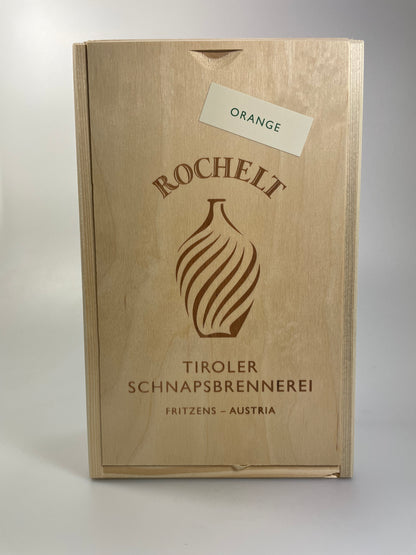 ORANGE
ROCHELT
TIROLER
SCHNAPSBRENNEREI
FRITZENS – AUSTRIA